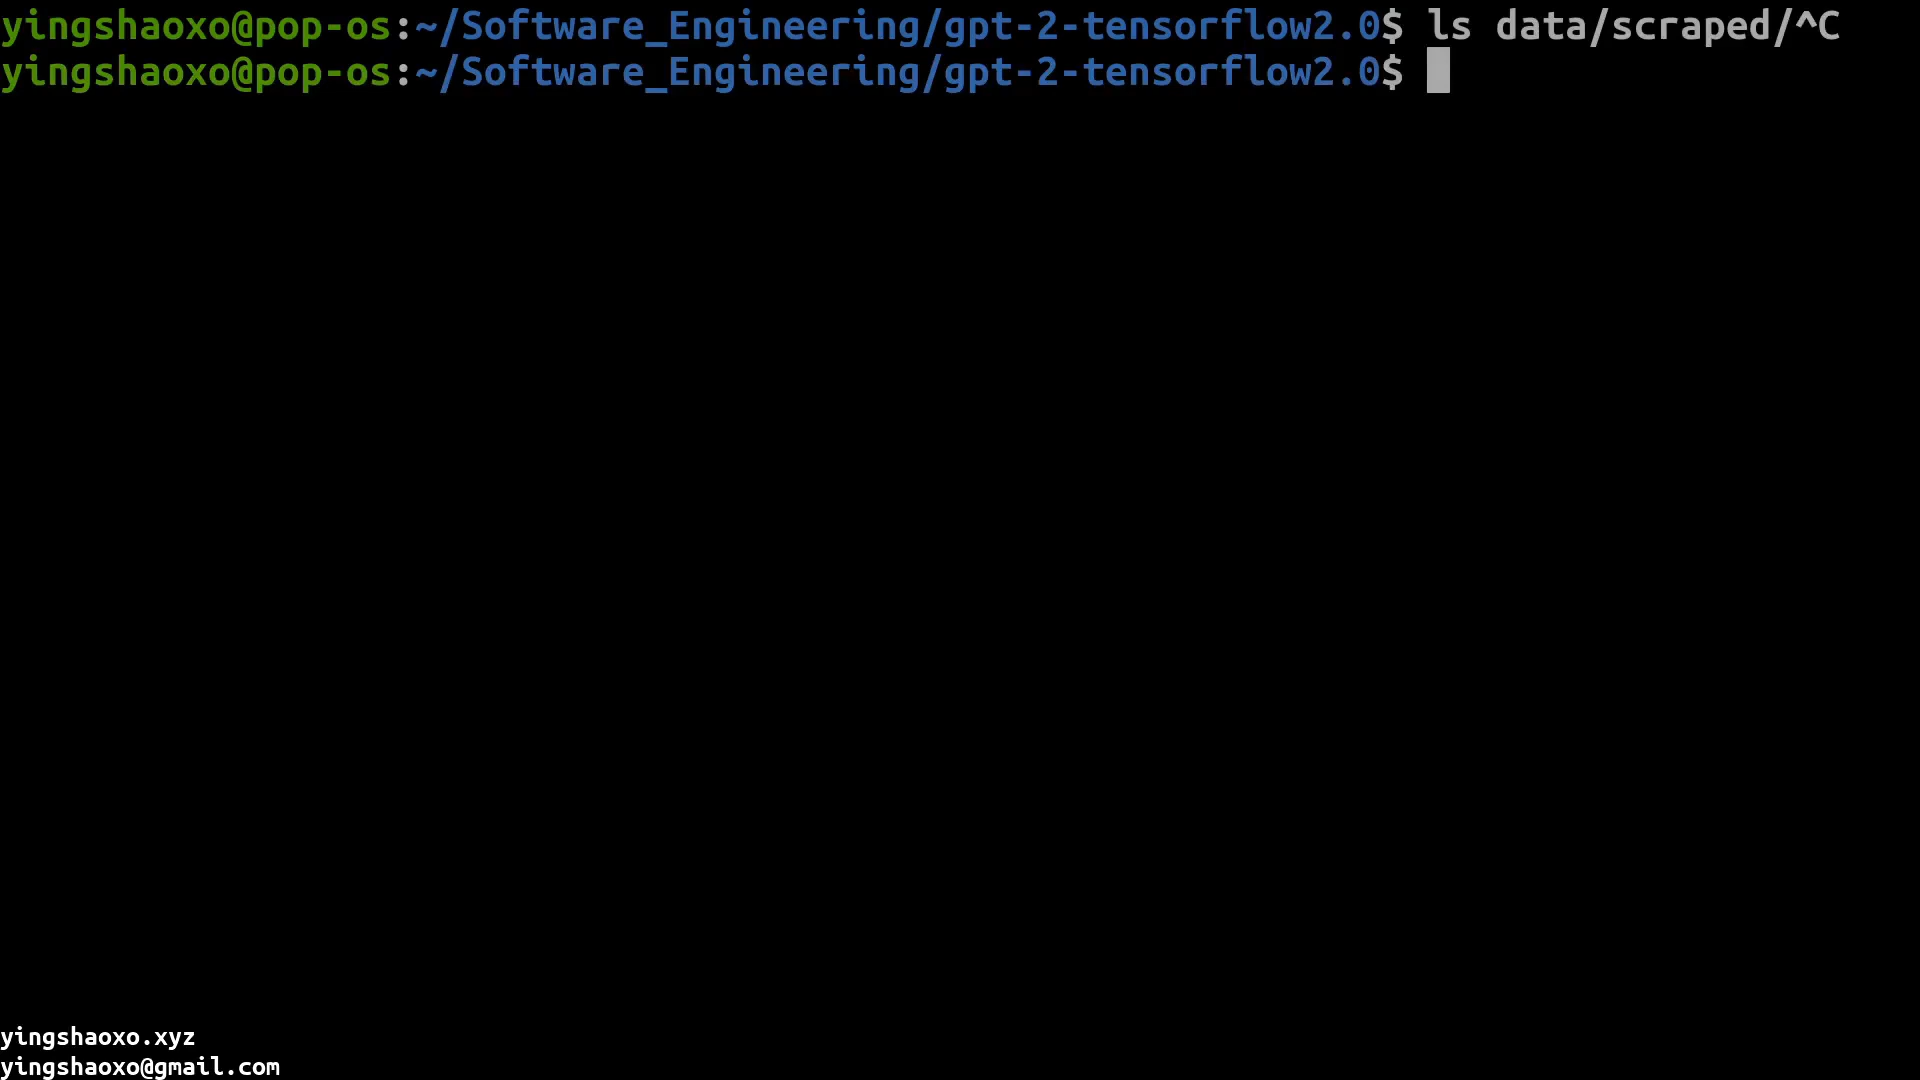 yingshaoxo@pop-os:~/Software_Engineering/gpt-2-tensorflow2.0$ ls data/scraped/^C
yingshaoxo@pop-os:~/Software_Engineering/gpt-2-tensorflow2.0$
yingshaoxo.xyz
yingshaoxo@gmail.com